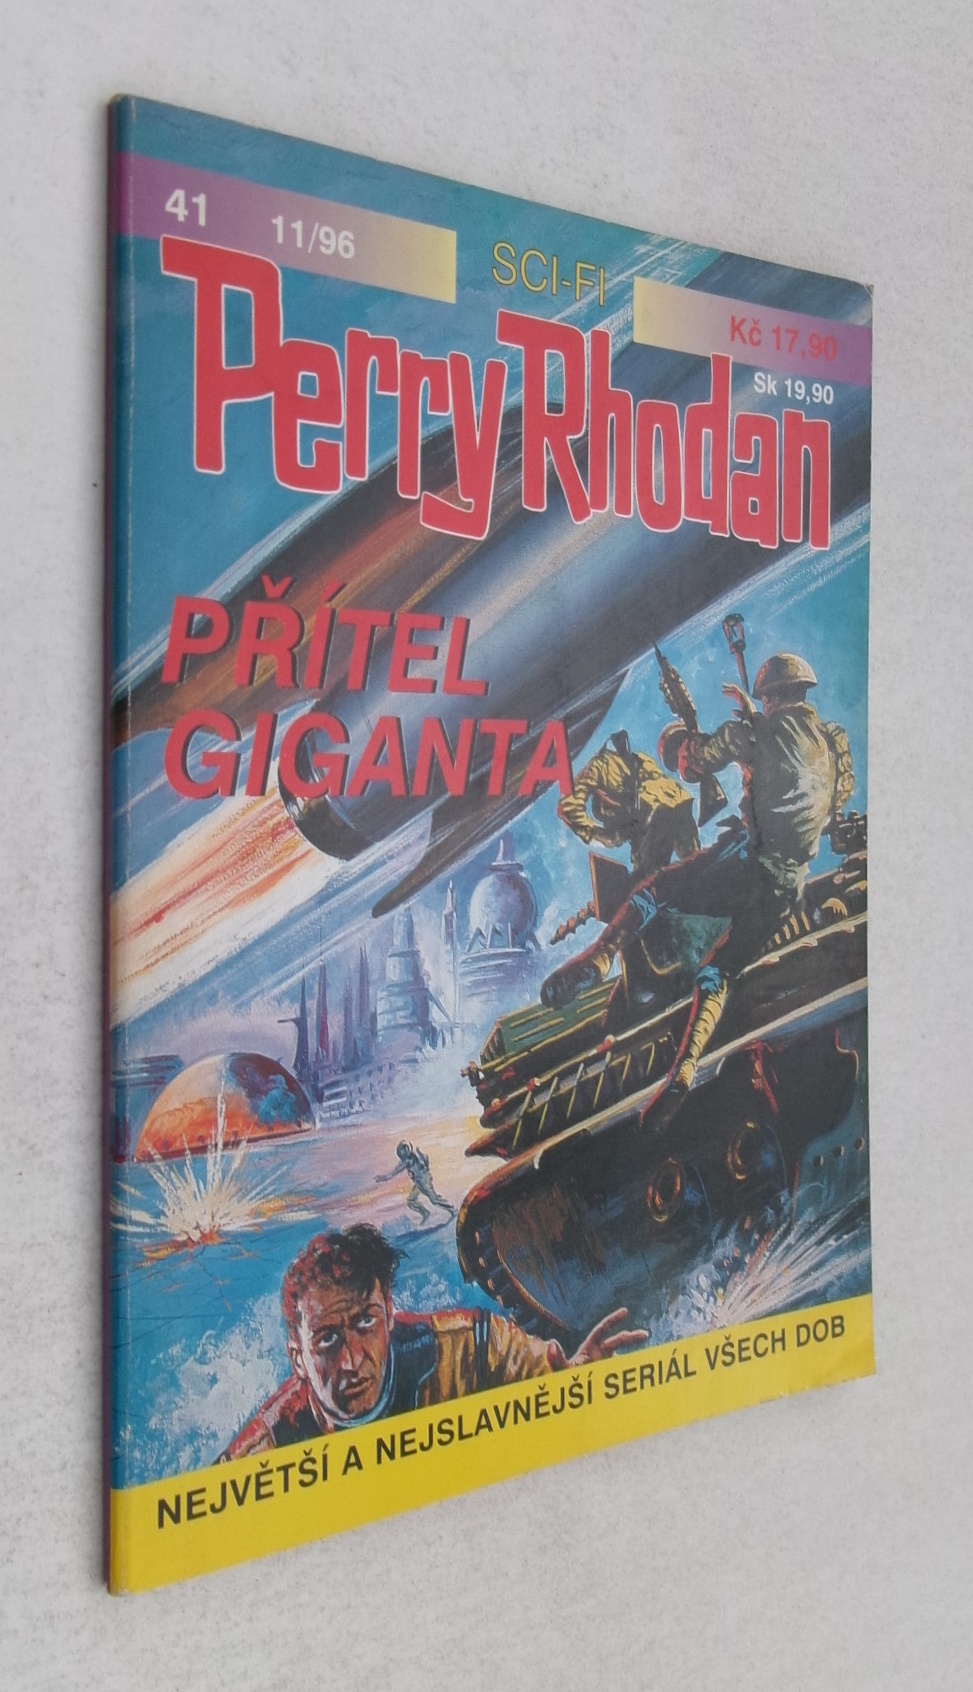 41 11/96
SCI-FI
Kč 17,90
Sk 19,90
Perry Rhodan
PŘÍTEL
GIGANTA
NEJVĚTŠÍ A NEJSLAVNĚJŠÍ SERIÁL VŠECH DOB